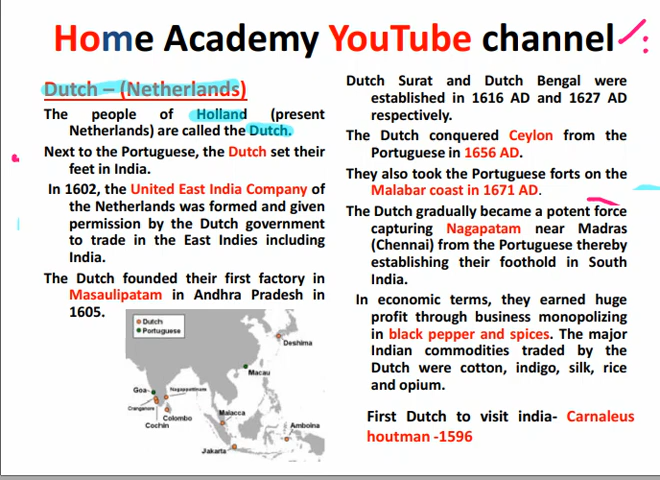 Home Academy YouTube channel
Dutch – (Netherlands)
The people of Holland (present
Netherlands) are called the Dutch.
Next to the Portuguese, the Dutch set their
feet in India.
In 1602, the United East India Company of
the Netherlands was formed and given
permission by the Dutch government
to trade in the East Indies including
India.
The Dutch founded their first factory in
Masaulipatam in Andhra Pradesh in
1605.
Dutch
Portuguese
Deshima
Macau
Goa
Nagappattinam
Cranganore
Colombo
Cochin
Malacca
Amboina
Jakarta
Dutch Surat and Dutch Bengal were
established in 1616 AD and 1627 AD
respectively.
The Dutch conquered Ceylon from the
Portuguese in 1656 AD.
They also took the Portuguese forts on the
Malabar coast in 1671 AD.
The Dutch gradually became a potent force
capturing Nagapatam near Madras
(Chennai) from the Portuguese thereby
establishing their foothold in South
India.
In economic terms, they earned huge
profit through business monopolizing
in black pepper and spices. The major
Indian commodities traded by the
Dutch were cotton, indigo, silk, rice
and opium.
First Dutch to visit india- Carnaleus
houtman -1596